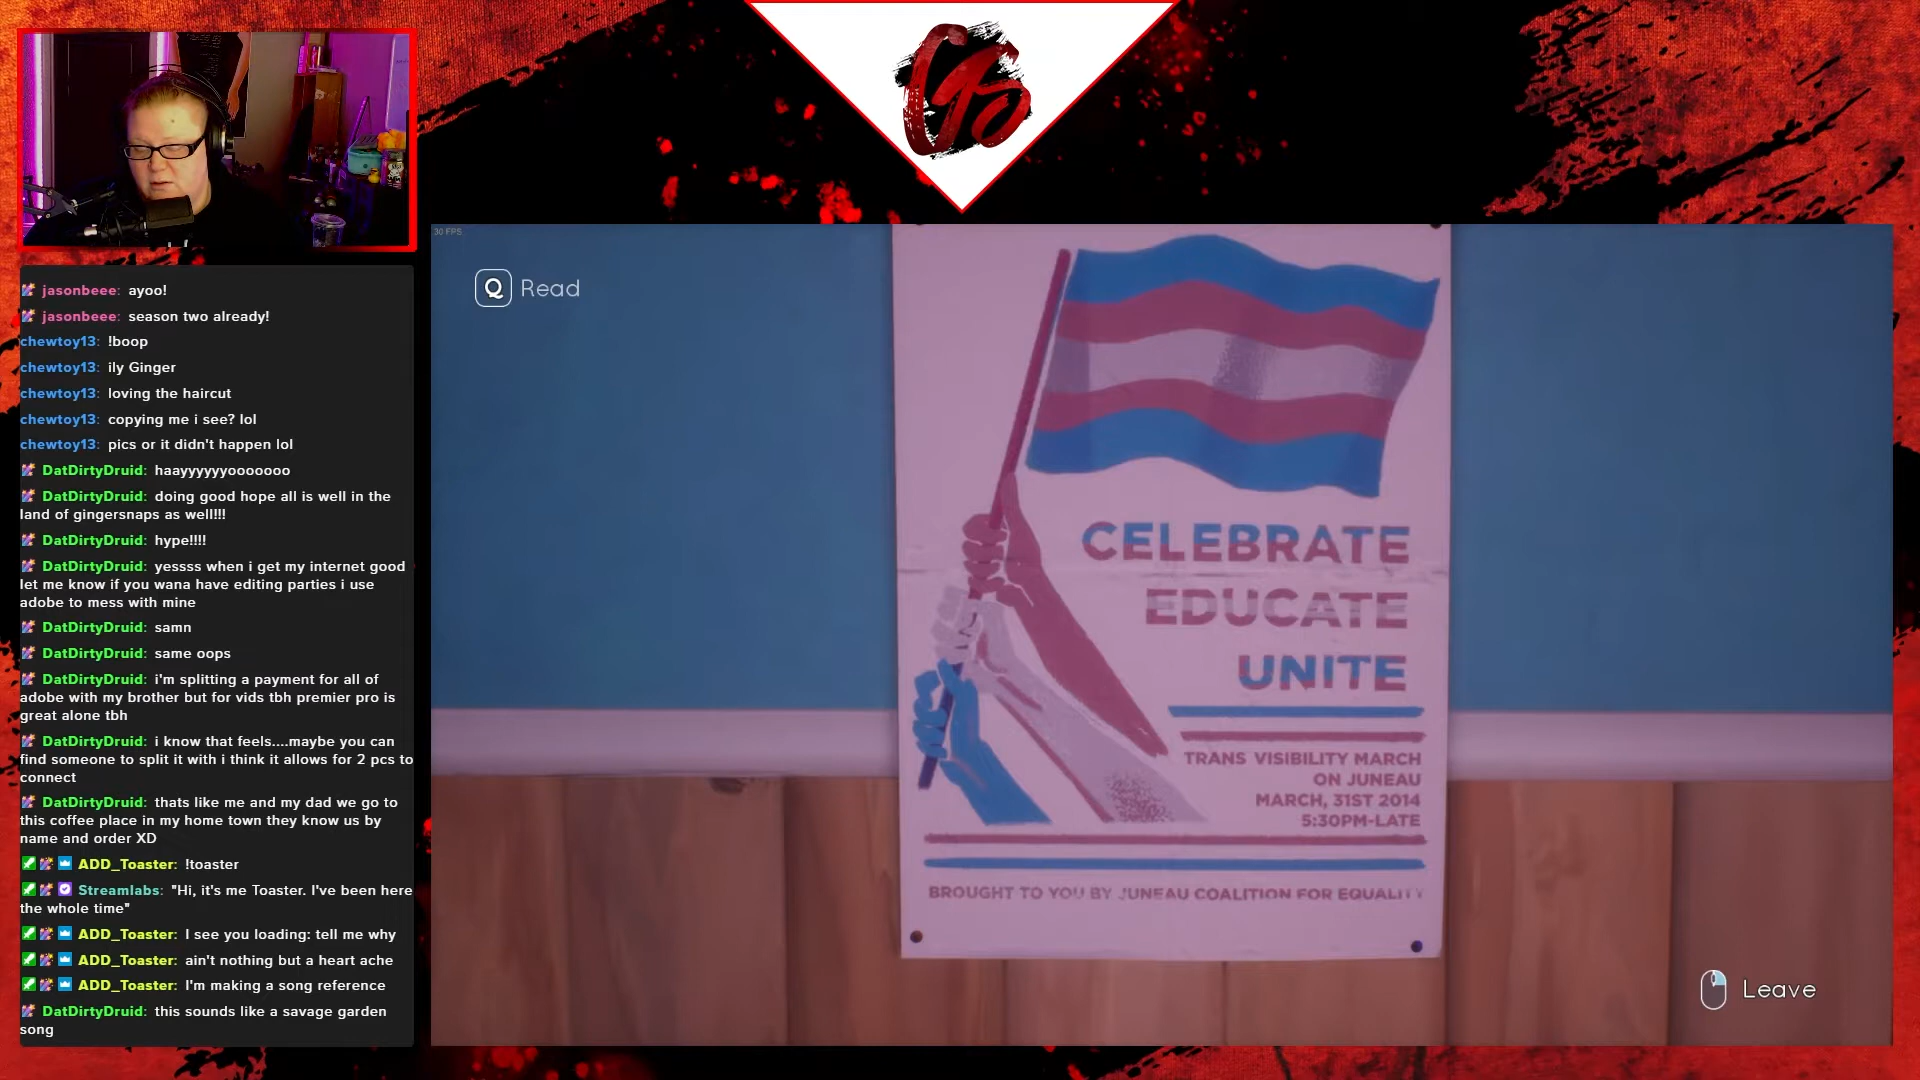 GS
30 FPS
Q Read
jasonbeee: ayoo!
jasonbeee: season two already!
chewtoy13: !boop
chewtoy13: ily Ginger
chewtoy13: loving the haircut
chewtoy13: copying me i see? lol
chewtoy13: pics or it didn't happen lol
DatDirtyDruid: haayyyyyyooooooo
DatDirtyDruid: doing good hope all is well in the
land of gingersnaps as well!!!
DatDirtyDruid: hype!!!!
DatDirtyDruid: yessss when i get my internet good
let me know if you wana have editing parties i use
adobe to mess with mine
DatDirtyDruid: samn
DatDirtyDruid: same oops
DatDirtyDruid: i'm splitting a payment for all of
adobe with my brother but for vids tbh premier pro is
great alone tbh
DatDirtyDruid: i know that feels....maybe you can
find someone to split it with i think it allows for 2 pcs to
connect
DatDirtyDruid: thats like me and my dad we go to
this coffee place in my home town they know us by
name and order XD
ADD_Toaster: !toaster
Streamlabs: "Hi, it's me Toaster. I've been here
the whole time"
ADD_Toaster: I see you loading: tell me why
ADD_Toaster: ain't nothing but a heart ache
ADD_Toaster: I'm making a song reference
DatDirtyDruid: this sounds like a savage garden
song
CELEBRATE
EDUCATE
UNITE
TRANS VISIBILITY MARCH
ON JUNEAU
MARCH, 31ST 2014
5:30PM-LATE
BROUGHT TO YOU BY JUNEAU COALITION FOR EQUALITY
Leave